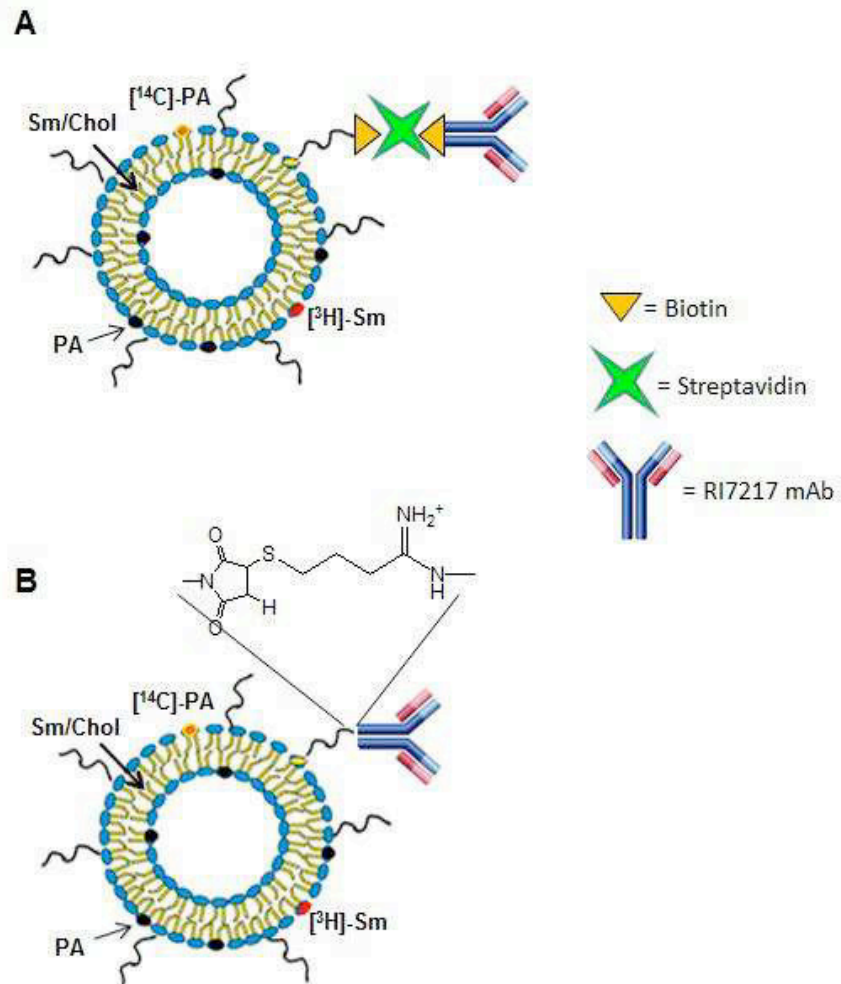 A
[¹⁴C]-PA
Sm/Chol
[³H]-Sm
PA
= Biotin
= Streptavidin
= RI7217 mAb
B
NH₂⁺
O
S
N
N
H
H
O
[¹⁴C]-PA
Sm/Chol
[³H]-Sm
PA